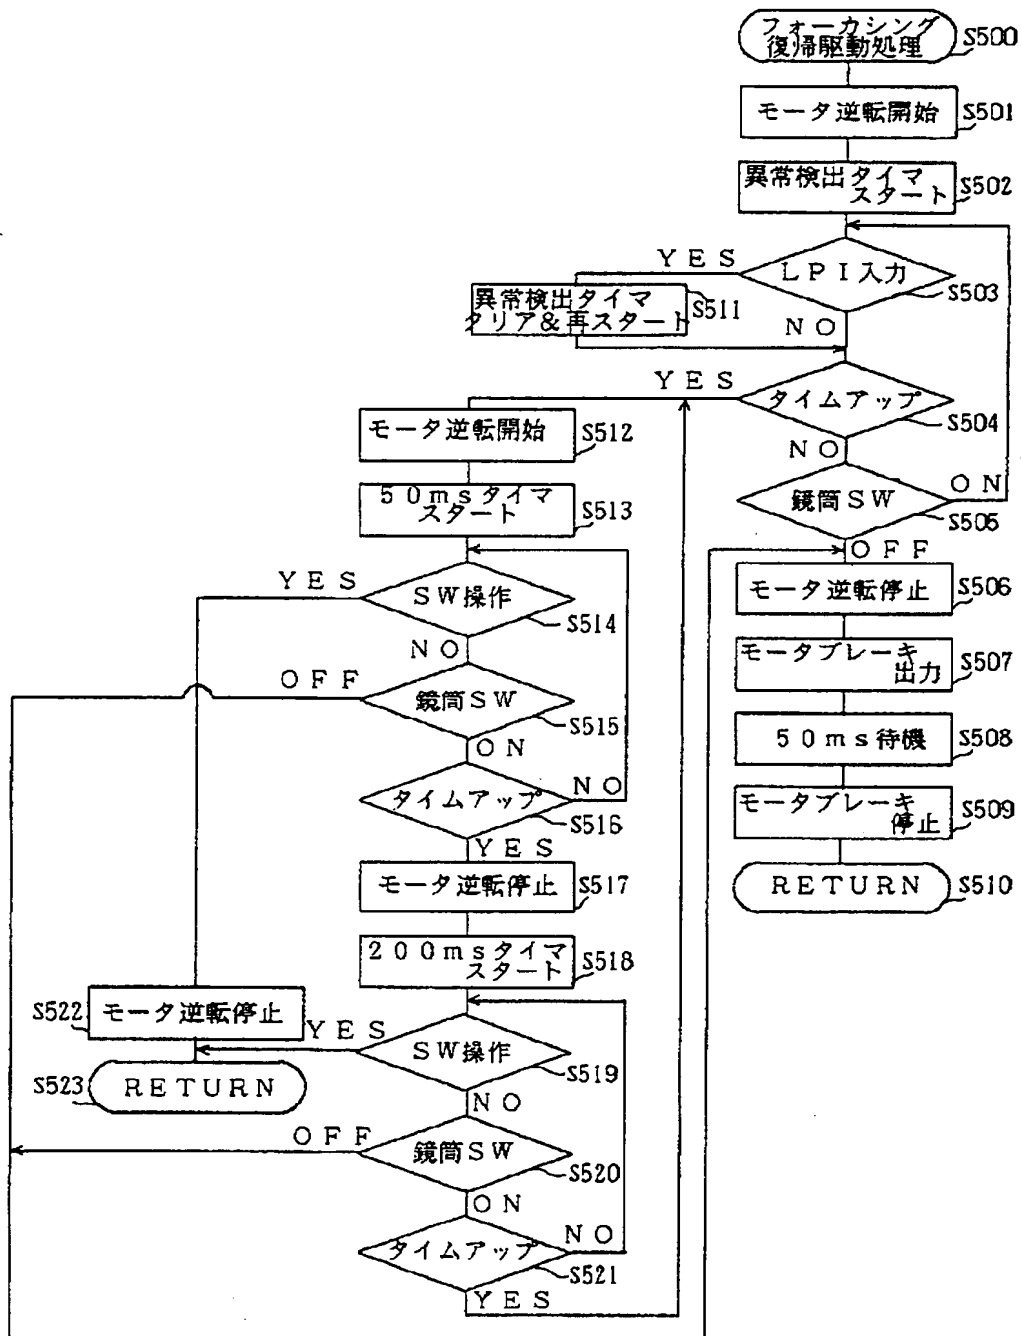 フォーカシング
復帰駆動処理
S500
モータ逆転開始
S501
異常検出タイマ
スタート
S502
LPI入力
S503
YES
NO
異常検出タイマ
クリア&再スタート
S511
タイムアップ
S504
YES
NO
鏡筒SW
S505
ON
OFF
モータ逆転停止
S506
モータブレーキ
出力
S507
50ms待機
S508
モータブレーキ
停止
S509
RETURN
S510
モータ逆転開始
S512
50msタイマ
スタート
S513
SW操作
S514
YES
NO
鏡筒SW
S515
OFF
ON
タイムアップ
S516
NO
YES
モータ逆転停止
S517
200msタイマ
スタート
S518
SW操作
S519
YES
NO
S522
モータ逆転停止
S523
RETURN
鏡筒SW
S520
OFF
ON
タイムアップ
S521
NO
YES